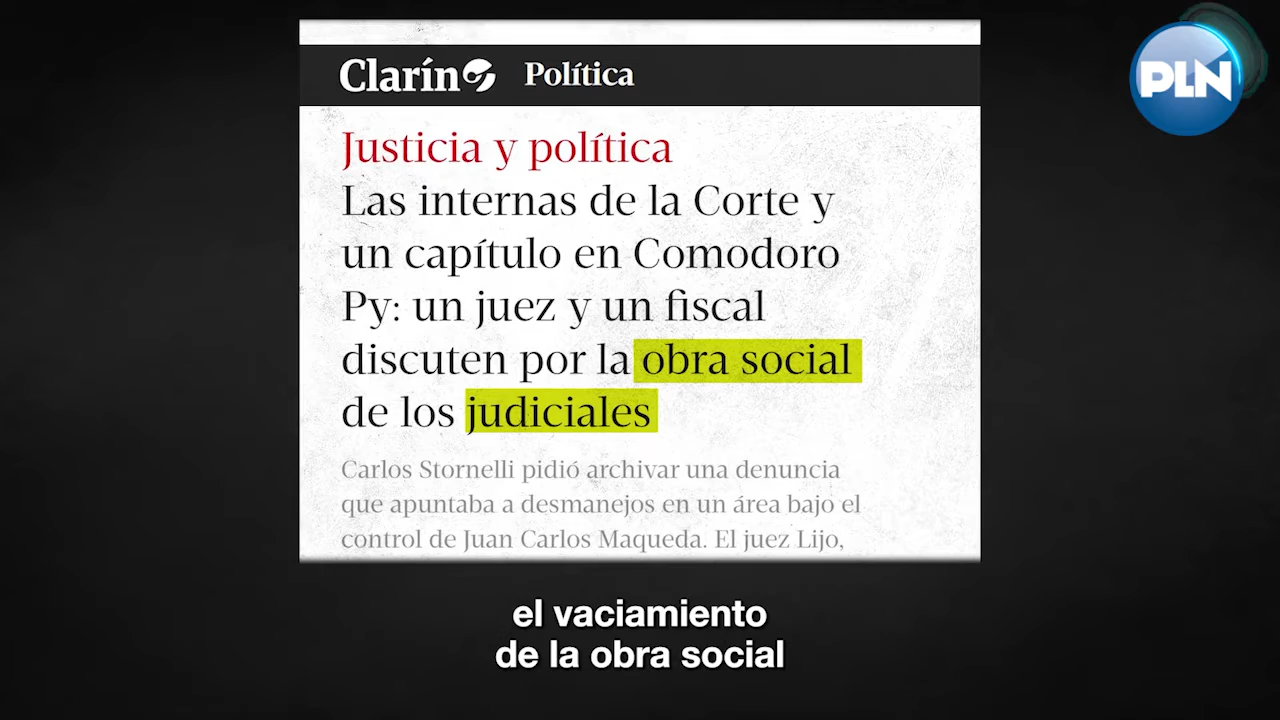 Clarín Política
PLN
Justicia y política
Las internas de la Corte y
un capítulo en Comodoro
Py: un juez y un fiscal
discuten por la obra social
de los judiciales
Carlos Stornelli pidió archivar una denuncia
que apuntaba a desmanejos en un área bajo el
control de Juan Carlos Maqueda. El juez Lijo,
el vaciamiento
de la obra social